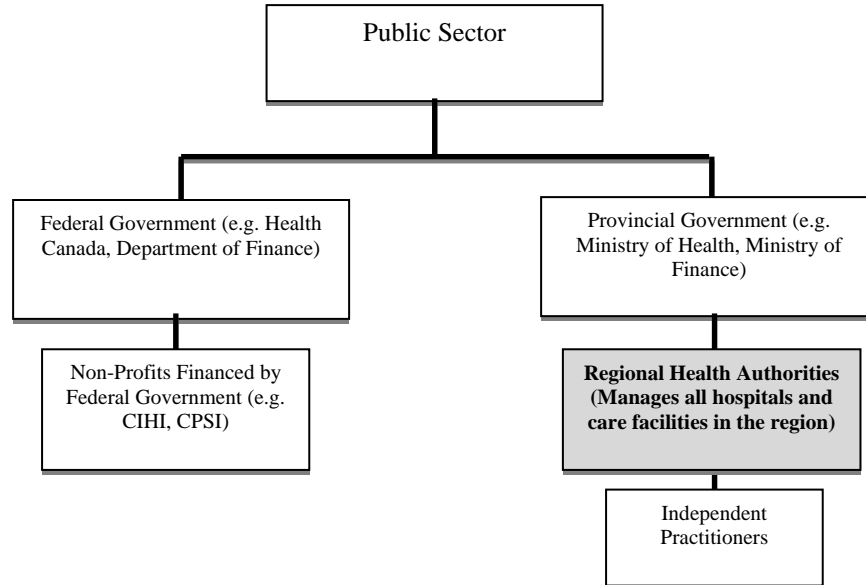 Public Sector
Federal Government (e.g. Health
Canada, Department of Finance)
Provincial Government (e.g.
Ministry of Health, Ministry of
Finance)
Non-Profits Financed by
Federal Government (e.g.
CIHI, CPSI)
Regional Health Authorities
(Manages all hospitals and
care facilities in the region)
Independent
Practitioners